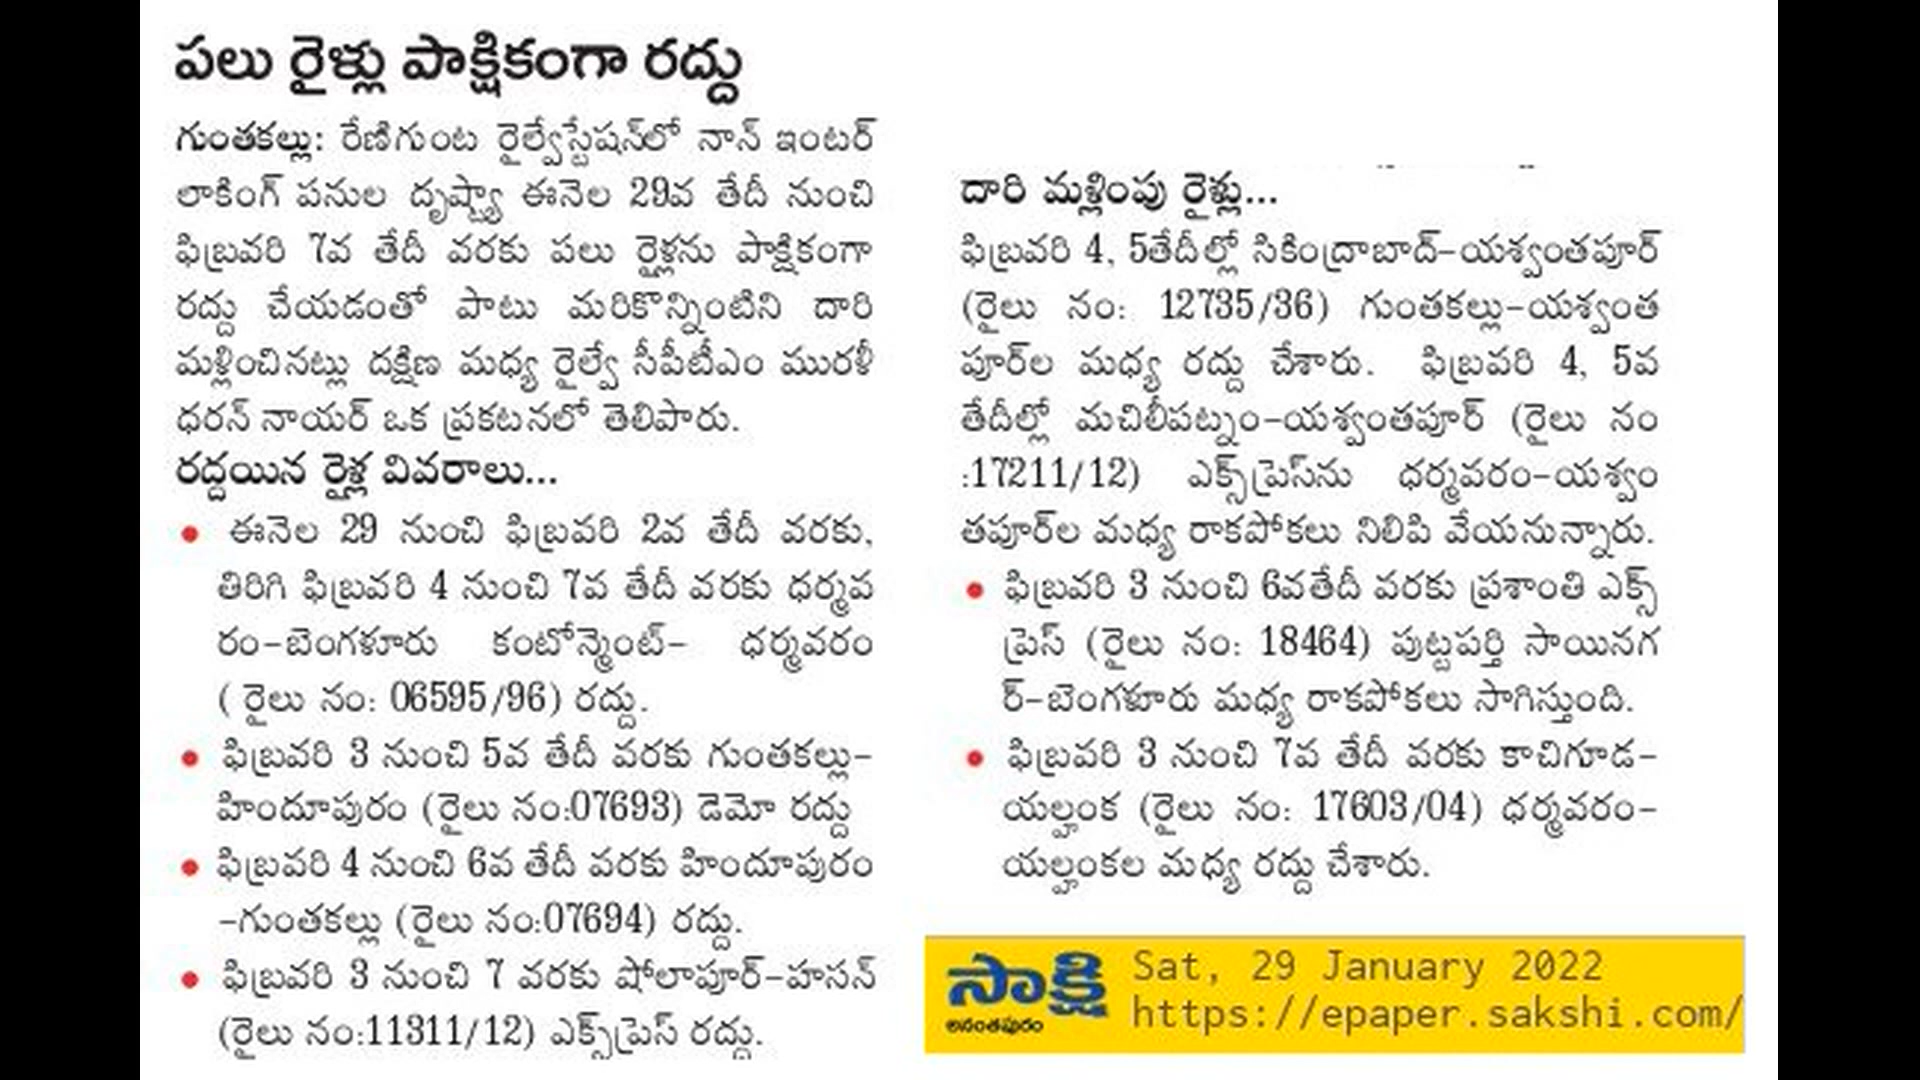 పలు రైళ్లు పాక్షికంగా రద్దు
గుంతకల్లు: రేణిగుంట రైల్వేస్టేషన్‌లో నాన్ ఇంటర్
లాకింగ్ పనుల దృష్ట్యా ఈనెల 29వ తేదీ నుంచి
ఫిబ్రవరి 7వ తేదీ వరకు పలు రైళ్లను పాక్షికంగా
రద్దు చేయడంతో పాటు మరికొన్నింటిని దారి
మళ్లించినట్లు దక్షిణ మధ్య రైల్వే సీపీటీఎం మురళీ
ధరన్ నాయర్ ఒక ప్రకటనలో తెలిపారు.
రద్దయిన రైళ్ల వివరాలు...
• ఈనెల 29 నుంచి ఫిబ్రవరి 2వ తేదీ వరకు,
తిరిగి ఫిబ్రవరి 4 నుంచి 7వ తేదీ వరకు ధర్మవ
రం-బెంగళూరు కంటోన్మెంట్- ధర్మవరం
( రైలు నం: 06595/96) రద్దు.
• ఫిబ్రవరి 3 నుంచి 5వ తేదీ వరకు గుంతకల్లు-
హిందూపురం (రైలు నం:07693) డెమో రద్దు
• ఫిబ్రవరి 4 నుంచి 6వ తేదీ వరకు హిందూపురం
-గుంతకల్లు (రైలు నం:07694) రద్దు.
• ఫిబ్రవరి 3 నుంచి 7 వరకు షోలాపూర్-హసన్
(రైలు నం:11311/12) ఎక్స్‌ప్రెస్ రద్దు.
దారి మళ్లింపు రైళ్లు...
ఫిబ్రవరి 4, 5తేదీల్లో సికింద్రాబాద్-యశ్వంతపూర్
(రైలు నం: 12735/36) గుంతకల్లు-యశ్వంత
పూర్‌ల మధ్య రద్దు చేశారు. ఫిబ్రవరి 4, 5వ
తేదీల్లో మచిలీపట్నం-యశ్వంతపూర్ (రైలు నం
:17211/12) ఎక్స్‌ప్రెస్‌ను ధర్మవరం-యశ్వం
తపూర్‌ల మధ్య రాకపోకలు నిలిపి వేయనున్నారు.
• ఫిబ్రవరి 3 నుంచి 6వతేదీ వరకు ప్రశాంతి ఎక్స్
ప్రెస్ (రైలు నం: 18464) పుట్టపర్తి సాయినగ
ర్-బెంగళూరు మధ్య రాకపోకలు సాగిస్తుంది.
• ఫిబ్రవరి 3 నుంచి 7వ తేదీ వరకు కాచిగూడ-
యల్హంక (రైలు నం: 17603/04) ధర్మవరం-
యల్హంకల మధ్య రద్దు చేశారు.
సాక్షి
అనంతపురం
Sat, 29 January 2022
https://epaper.sakshi.com/